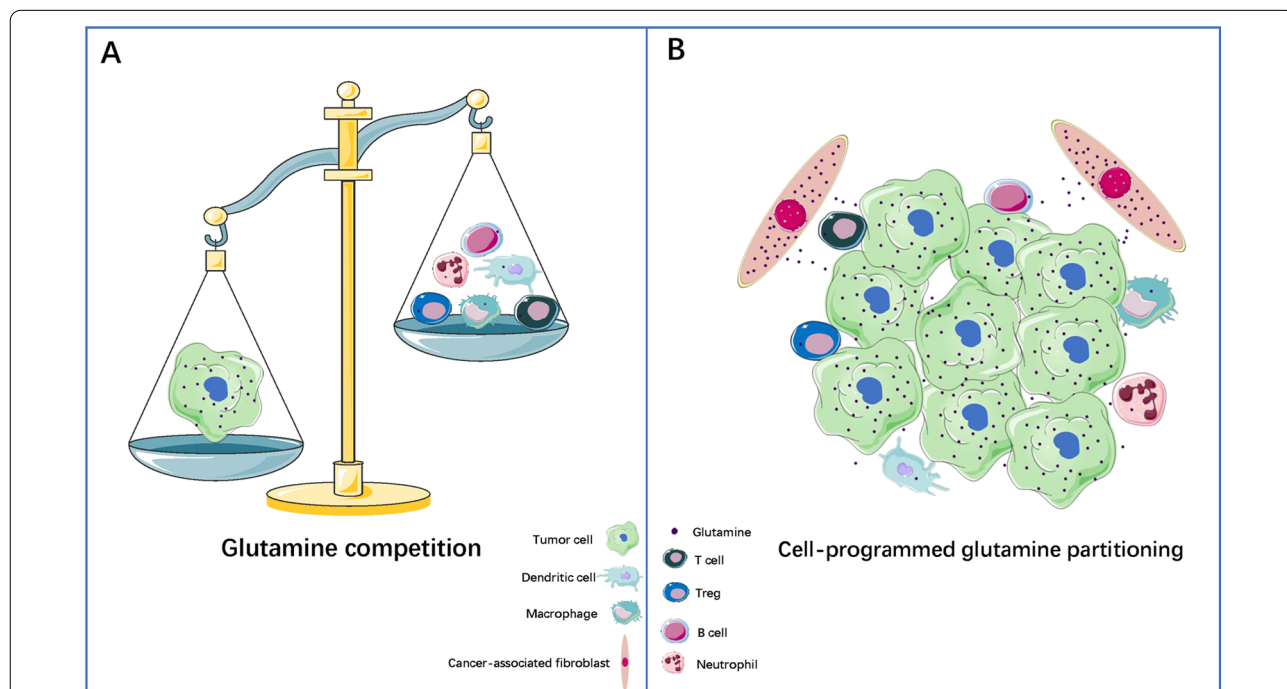 A
B
Glutamine competition
Tumor cell
Dendritic cell
Macrophage
Cancer-associated fibroblast
Glutamine
T cell
Treg
B cell
Neutrophil
Cell-programmed glutamine partitioning